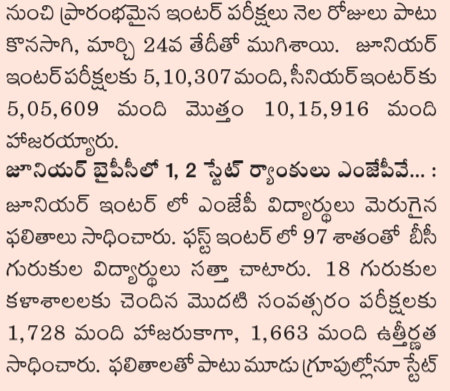 నుంచి ప్రారంభమైన ఇంటర్ పరీక్షలు నెల రోజులు పాటు
కొనసాగి, మార్చి 24వ తేదీతో ముగిశాయి. జూనియర్
ఇంటర్ పరీక్షలకు 5,10,307 మంది, సీనియర్ ఇంటర్ కు
5,05,609 మంది మొత్తం 10,15,916 మంది
హాజరయ్యారు.
జూనియర్ బైపీసీలో 1, 2 స్టేట్ ర్యాంకులు ఎంజేపీవే... :
జూనియర్ ఇంటర్ లో ఎంజేపీ విద్యార్థులు మెరుగైన
ఫలితాలు సాధించారు. ఫస్ట్ ఇంటర్ లో 97 శాతంతో బీసీ
గురుకుల విద్యార్థులు సత్తా చాటారు. 18 గురుకుల
కళాశాలలకు చెందిన మొదటి సంవత్సరం పరీక్షలకు
1,728 మంది హాజరుకాగా, 1,663 మంది ఉత్తీర్ణత
సాధించారు. ఫలితాలతో పాటు మూడు గ్రూపుల్లోనూ స్టేట్